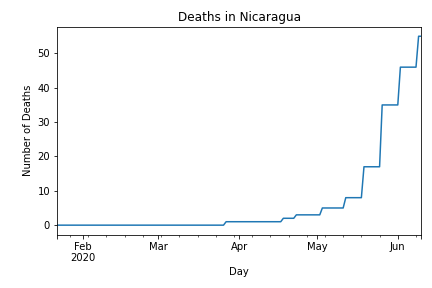 Deaths in Nicaragua
Number of Deaths
50
40
30
20
10
0
Feb
2020
Mar
Apr
May
Jun
Day